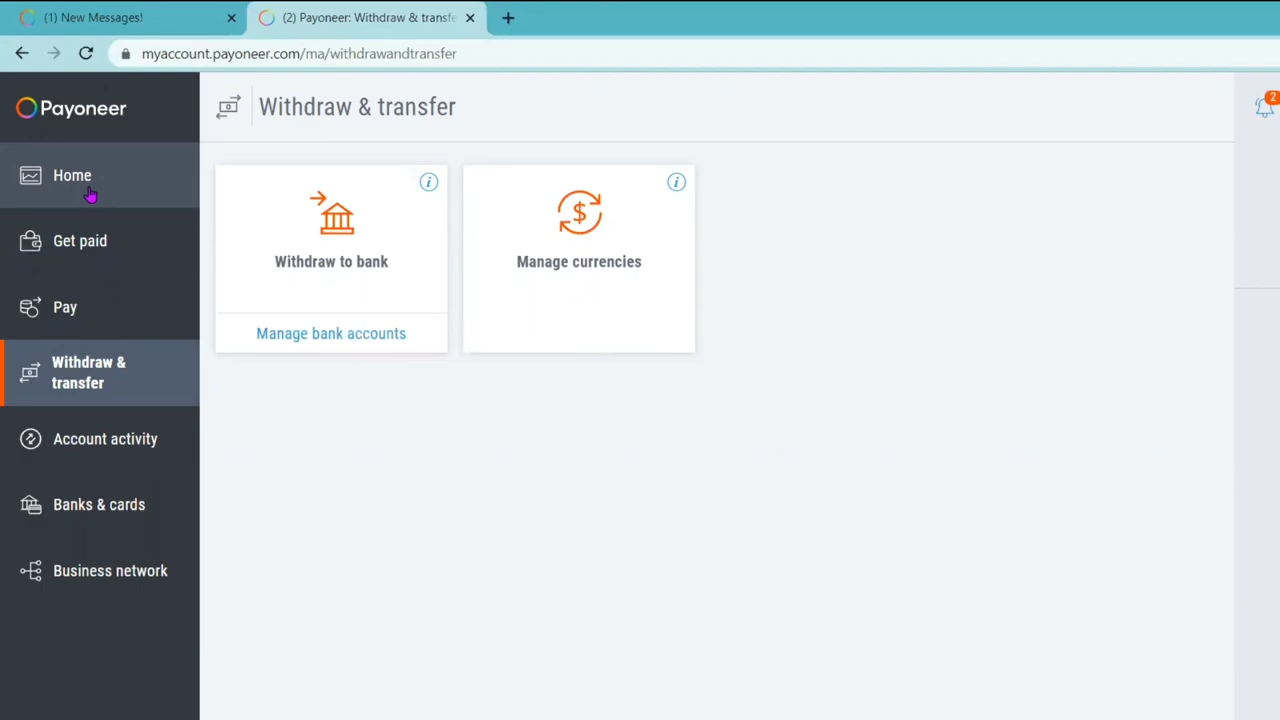 (1) New Messages!
(2) Payoneer: Withdraw & transfe
myaccount.payoneer.com/ma/withdrawandtransfer
Payoneer
Withdraw & transfer
2
Home
Get paid
Pay
Withdraw &
transfer
Account activity
Banks & cards
Business network
Withdraw to bank
Manage bank accounts
Manage currencies